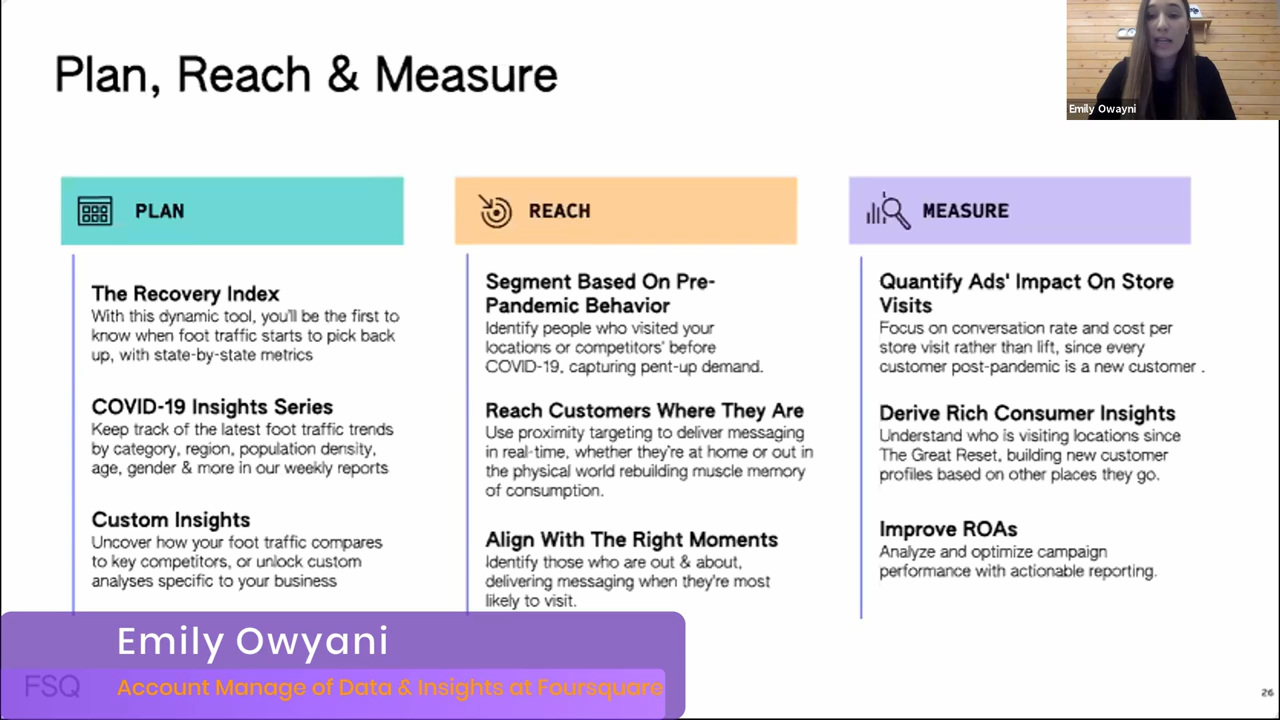 Plan, Reach & Measure
Emily Owayni
PLAN
The Recovery Index
With this dynamic tool, you'll be the first to
know when foot traffic starts to pick back
up, with state-by-state metrics
COVID-19 Insights Series
Keep track of the latest foot traffic trends
by category, region, population density,
age, gender & more in our weekly reports
Custom Insights
Uncover how your foot traffic compares
to key competitors, or unlock custom
analyses specific to your business
REACH
Segment Based On Pre-
Pandemic Behavior
Identify people who visited your
locations or competitors' before
COVID-19, capturing pent-up demand.
Reach Customers Where They Are
Use proximity targeting to deliver messaging
in real-time, whether they're at home or out in
the physical world rebuilding muscle memory
of consumption.
Align With The Right Moments
Identify those who are out & about,
delivering messaging when they're most
likely to visit.
MEASURE
Quantify Ads' Impact On Store
Visits
Focus on conversation rate and cost per
store visit rather than lift, since every
customer post-pandemic is a new customer .
Derive Rich Consumer Insights
Understand who is visiting locations since
The Great Reset, building new customer
profiles based on other places they go.
Improve ROAs
Analyze and optimize campaign
performance with actionable reporting.
Emily Owyani
FSQ
Account Manage of Data & Insights at Foursquare
26